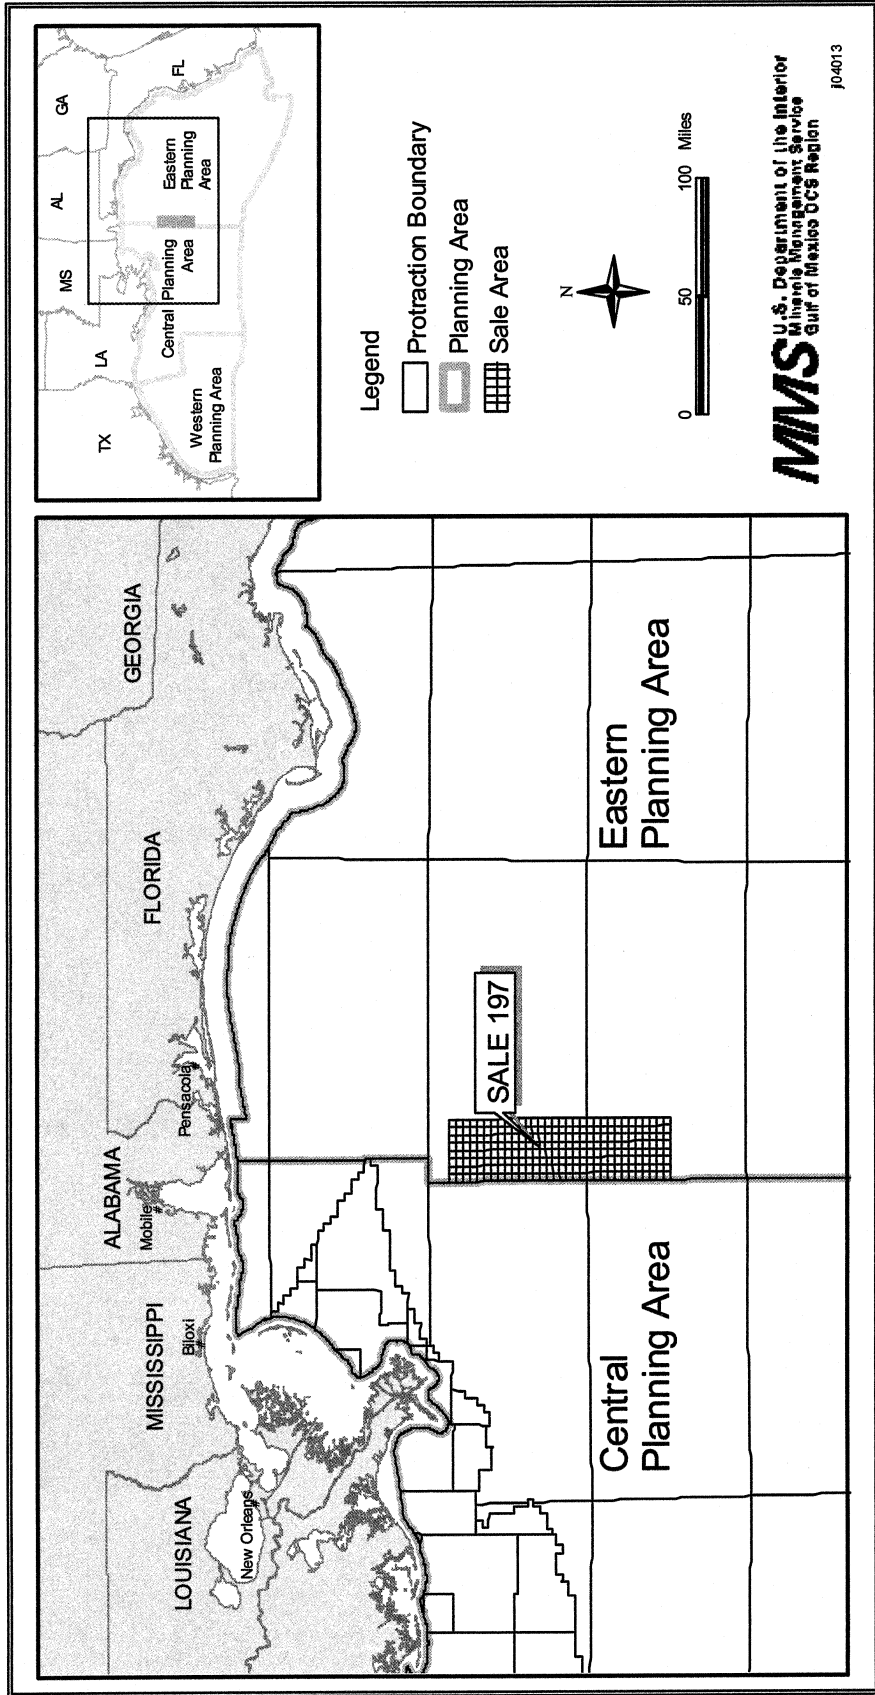 LOUISIANA
MISSISSIPPI
ALABAMA
FLORIDA
GEORGIA
New Orleans
Biloxi
Mobile
Pensacola
SALE 197
Central
Planning Area
Eastern
Planning Area
TX
LA
MS
AL
GA
FL
Western
Planning Area
Central Planning
Area
Eastern
Planning
Area
Legend
Protraction Boundary
Planning Area
Sale Area
N
0 50 100 Miles
MMS
U.S. Department of the Interior
Minerals Management Service
Gulf of Mexico OCS Region
j04013